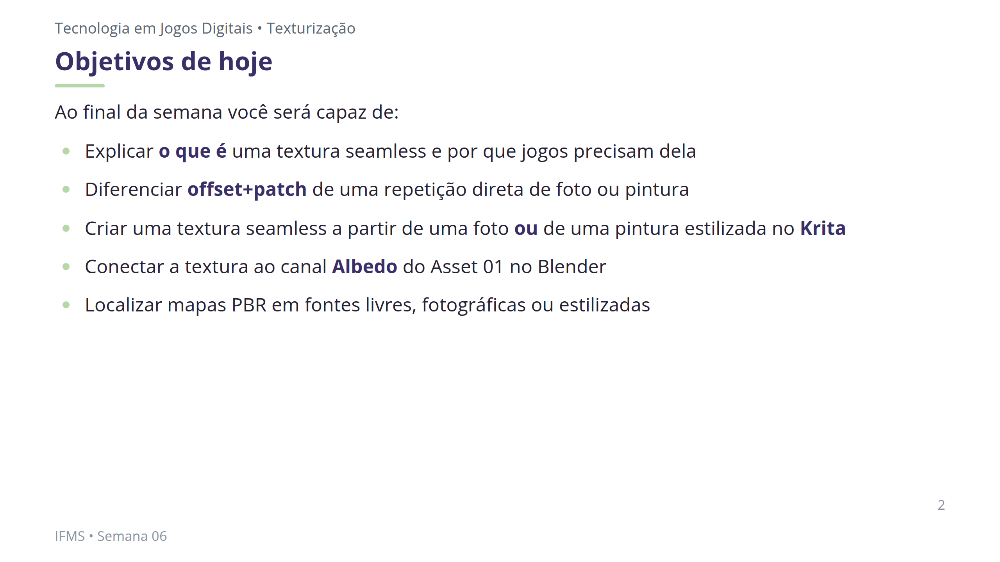 Tecnologia em Jogos Digitais • Texturização
Objetivos de hoje
Ao final da semana você será capaz de:
• Explicar o que é uma textura seamless e por que jogos precisam dela
• Diferenciar offset+patch de uma repetição direta de foto ou pintura
• Criar uma textura seamless a partir de uma foto ou de uma pintura estilizada no Krita
• Conectar a textura ao canal Albedo do Asset 01 no Blender
• Localizar mapas PBR em fontes livres, fotográficas ou estilizadas
2
IFMS • Semana 06